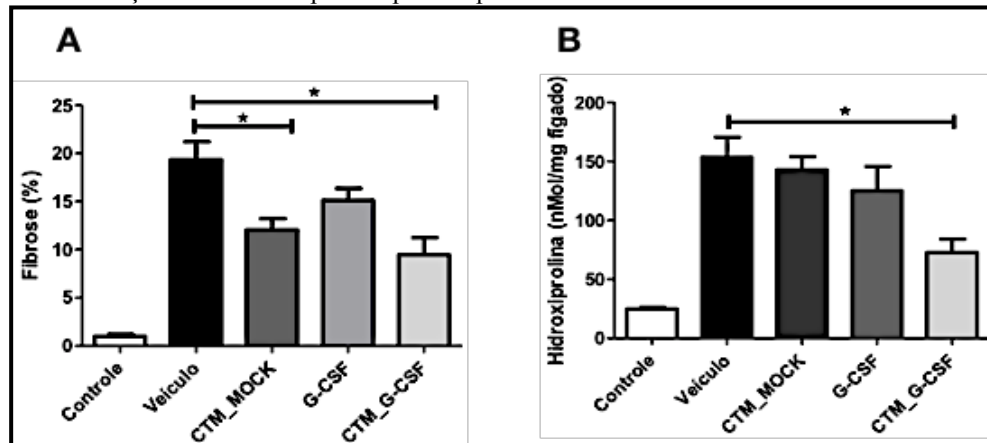 A
Fibrose (%)
25
20
15
10
5
0
*
*
Controle
Veículo
CTM_MOCK
G-CSF
CTM_G-CSF
B
Hidroxiprolina (nMol/mg fígado)
200
150
100
50
0
*
Controle
Veículo
CTM_MOCK
G-CSF
CTM_G-CSF